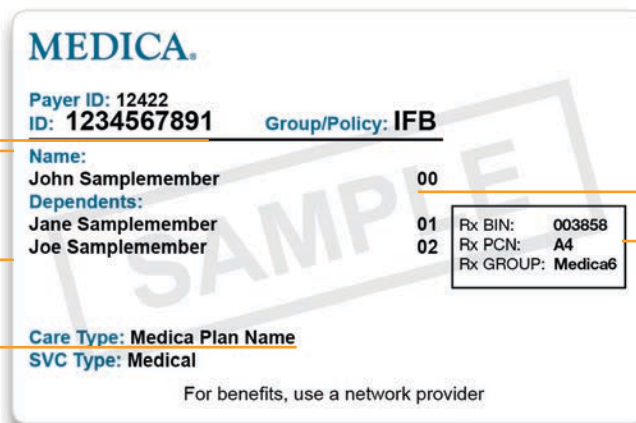 MEDICA®
Payer ID: 12422
ID: 1234567891 Group/Policy: IFB
Name:
John Samplemember 00
Dependents:
Jane Samplemember 01
Joe Samplemember 02
Rx BIN: 003858
Rx PCN: A4
Rx GROUP: Medica6
SAMPLE
Care Type: Medica Plan Name
SVC Type: Medical
For benefits, use a network provider